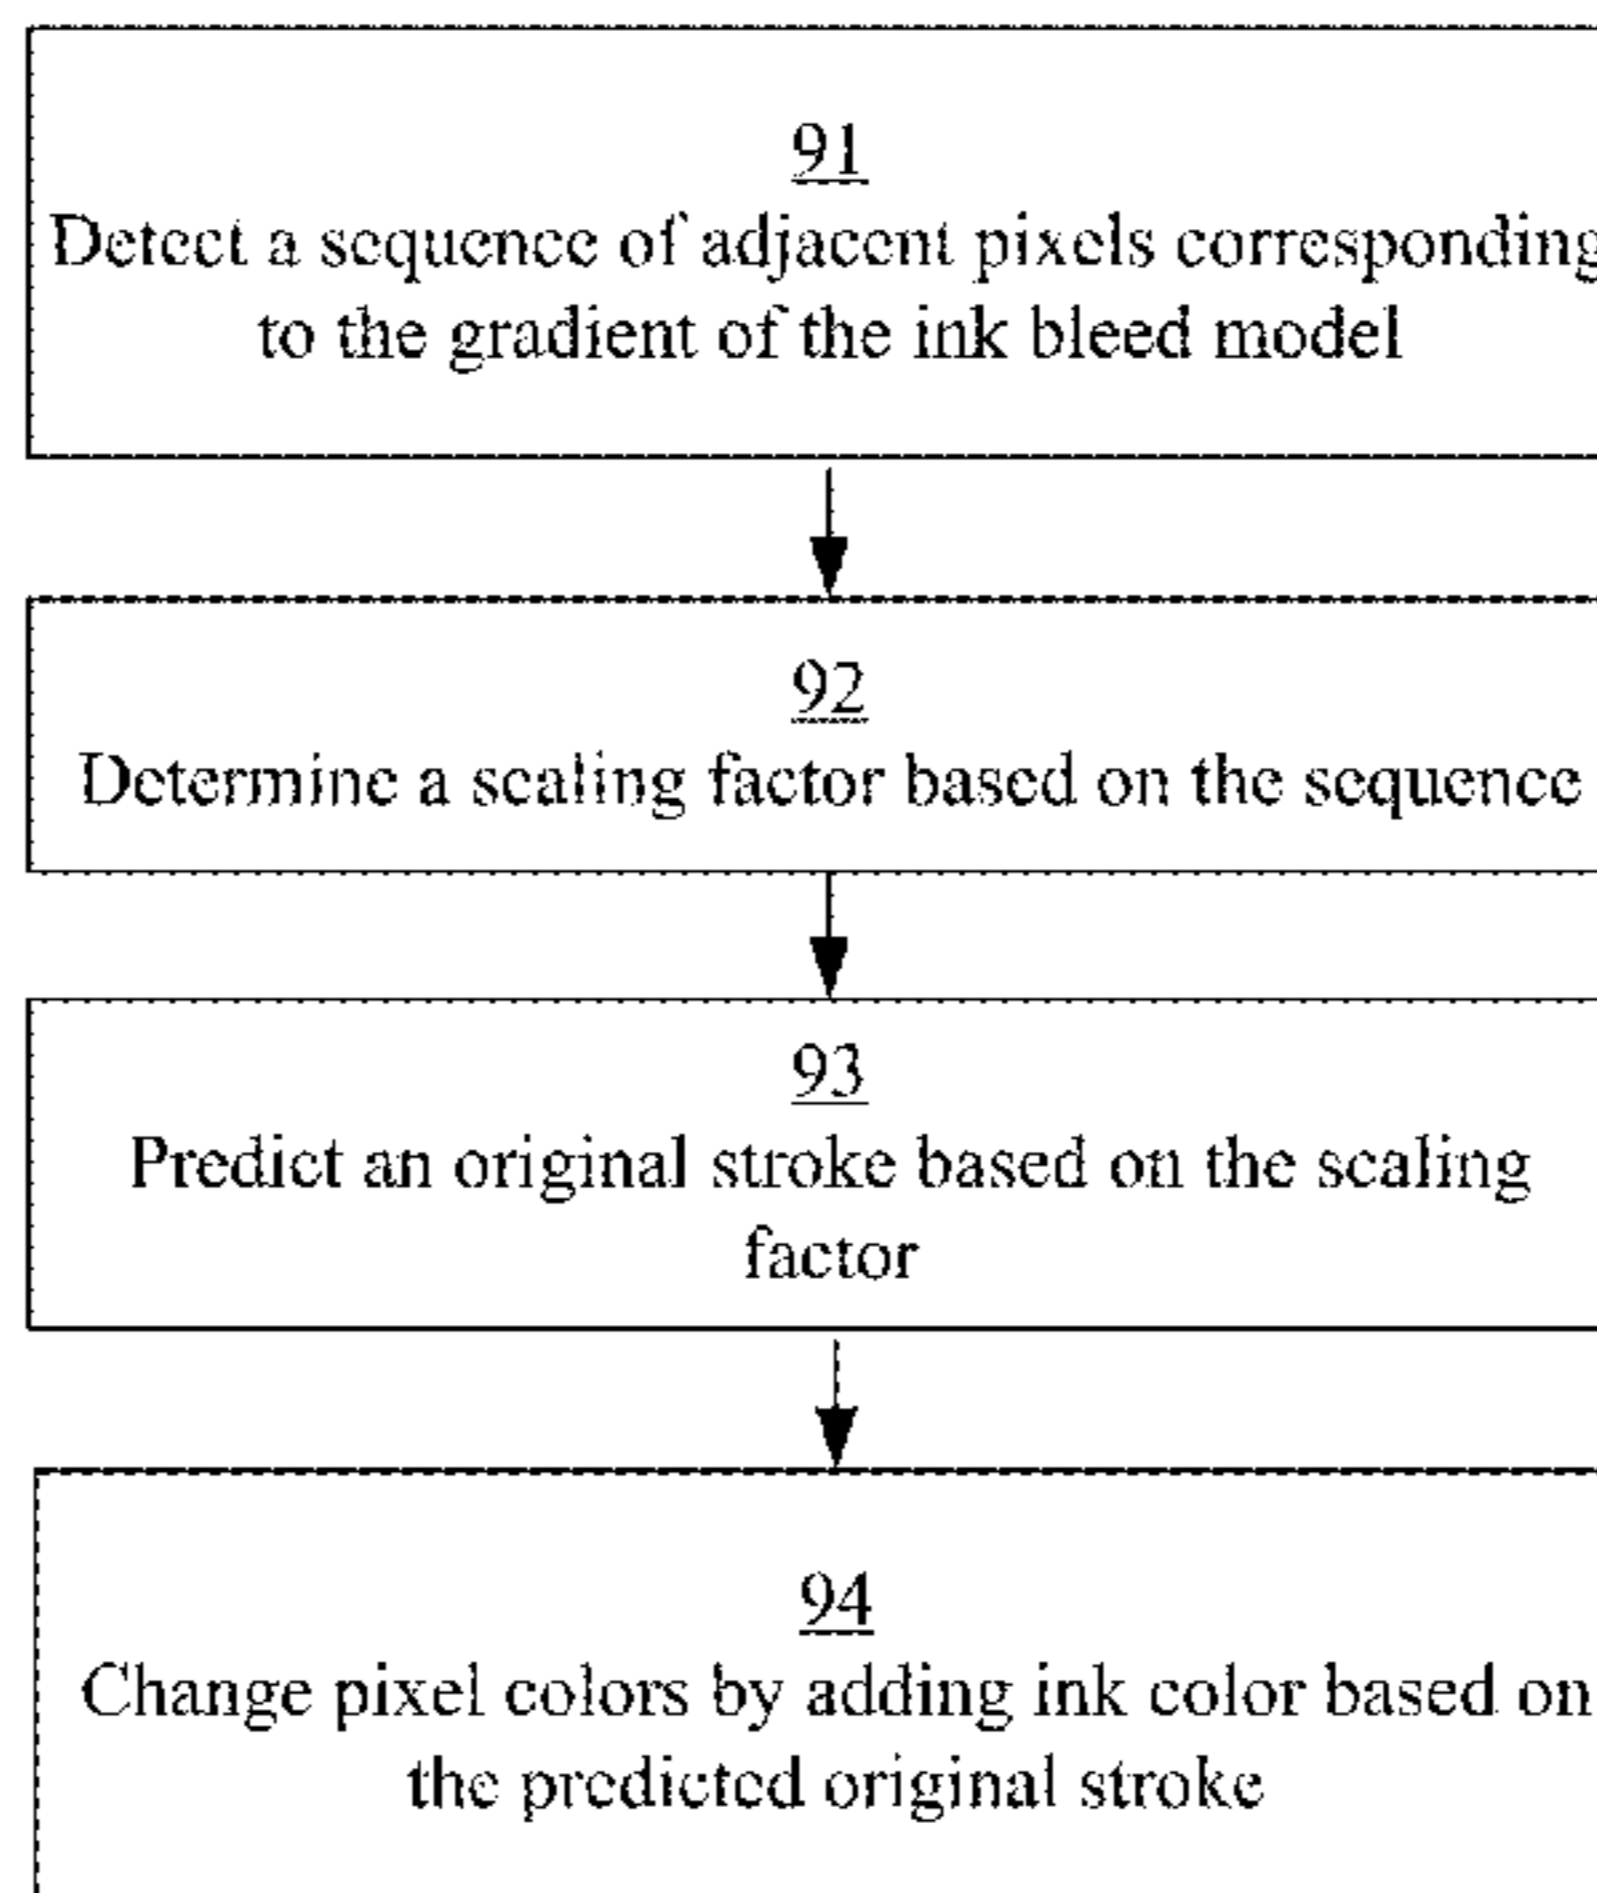 91
Detect a sequence of adjacent pixels corresponding
to the gradient of the ink bleed model
92
Determine a scaling factor based on the sequence
93
Predict an original stroke based on the scaling
factor
94
Change pixel colors by adding ink color based on
the predicted original stroke